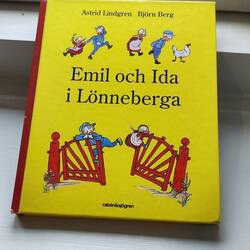 Astrid Lindgren Björn Berg
Emil och Ida
i Lönneberga
rabén&sjögren